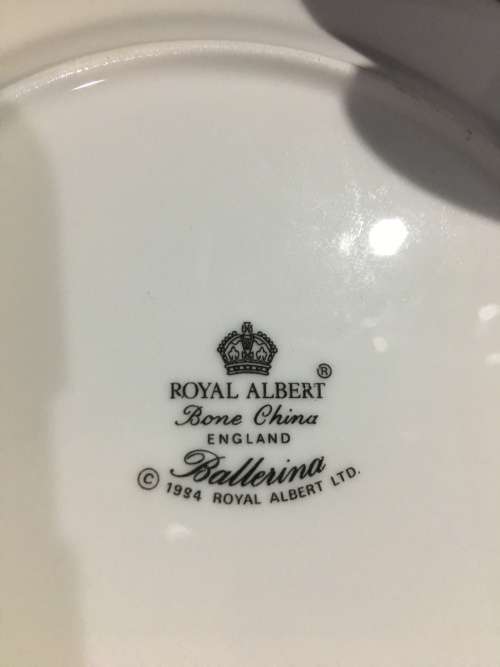 ®
ROYAL ALBERT
Bone China
ENGLAND
Ballerina
© 1984 ROYAL ALBERT LTD.